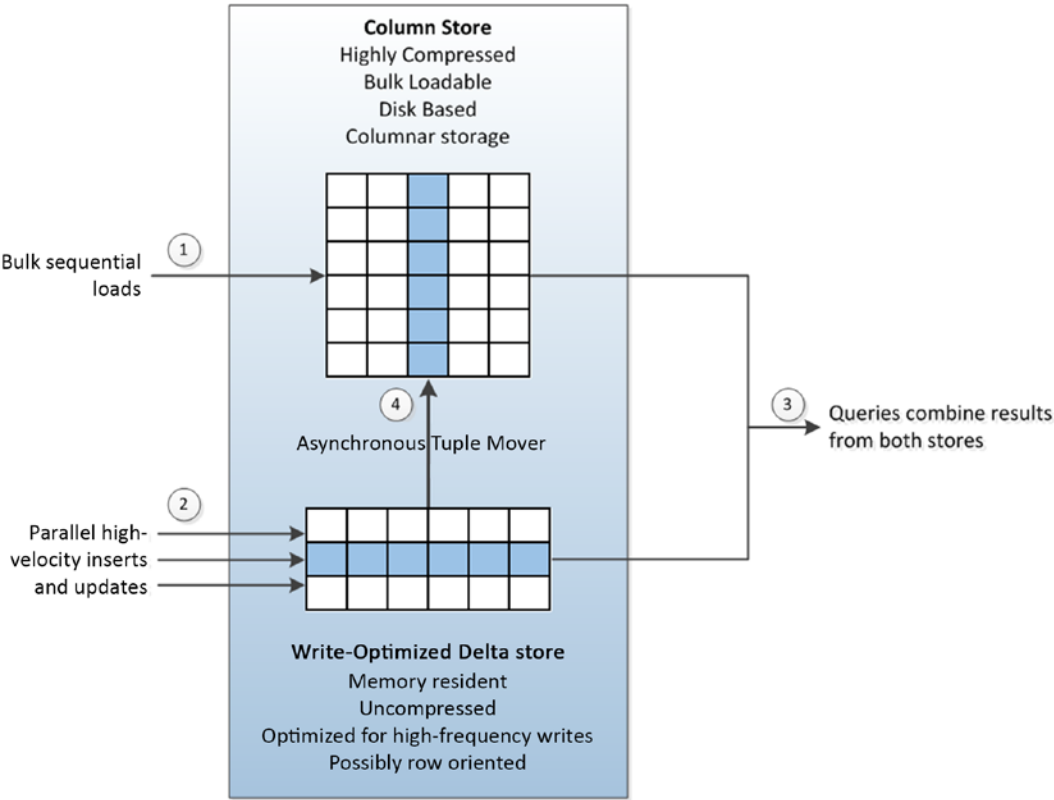 Column Store
Highly Compressed
Bulk Loadable
Disk Based
Columnar storage
1
Bulk sequential
loads
4
Asynchronous Tuple Mover
3
Queries combine results
from both stores
2
Parallel high-
velocity inserts
and updates
Write-Optimized Delta store
Memory resident
Uncompressed
Optimized for high-frequency writes
Possibly row oriented